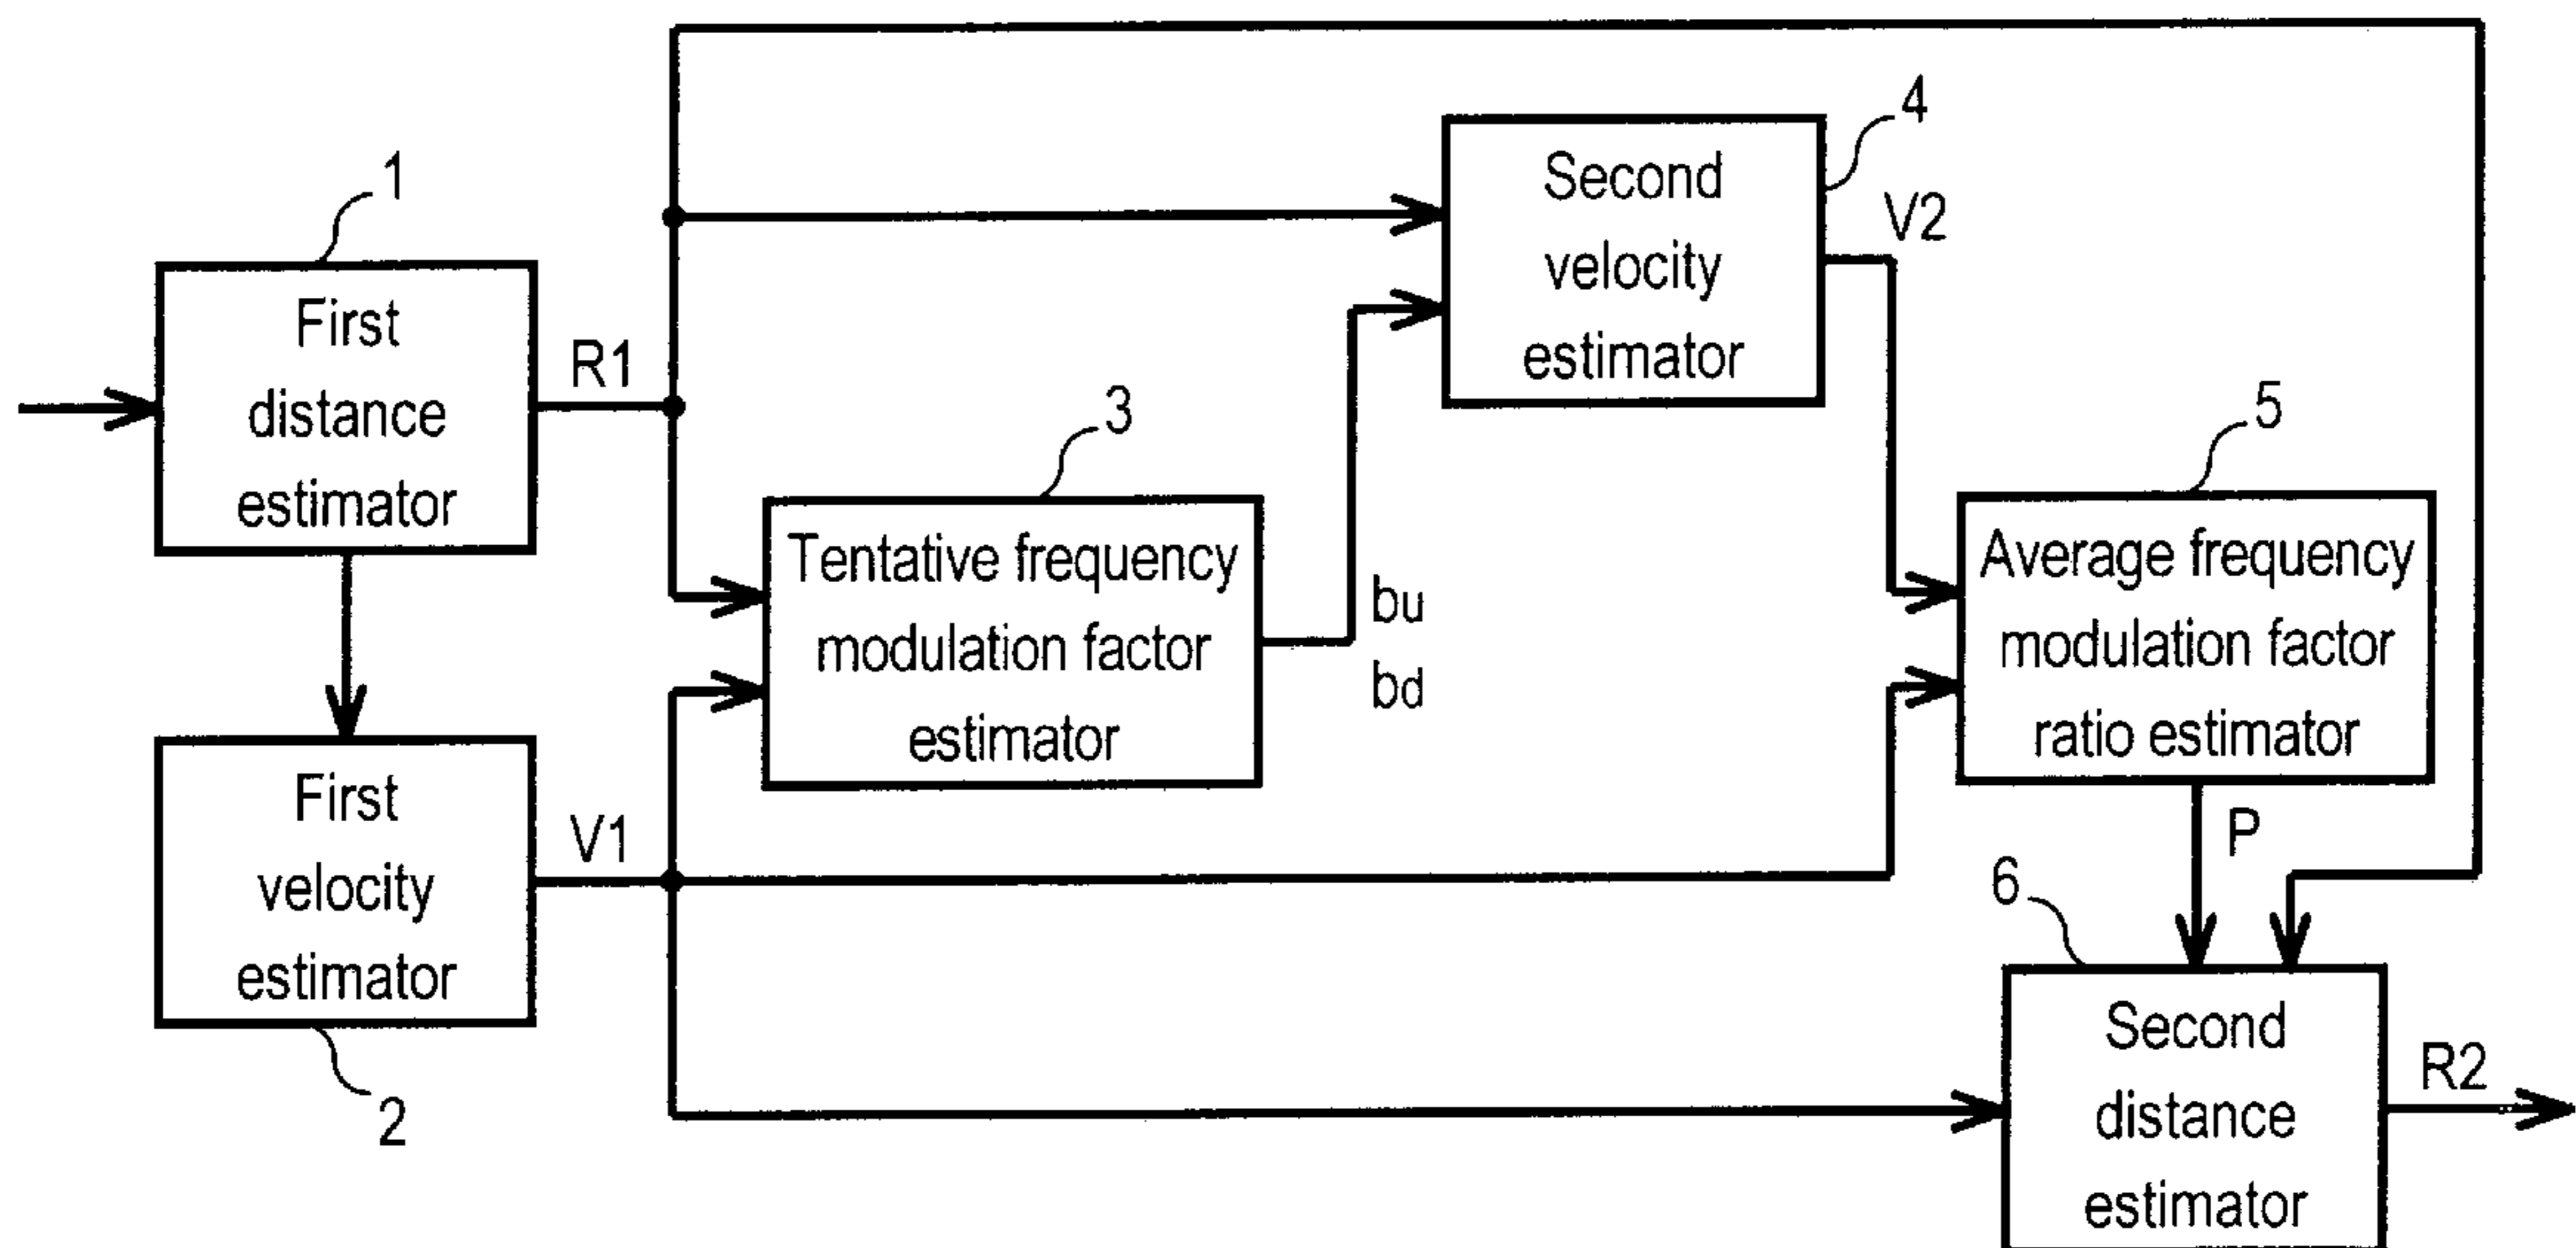 1
First
distance
estimator
R1
2
First
velocity
estimator
V1
3
Tentative frequency
modulation factor
estimator
bu
bd
4
Second
velocity
estimator
V2
5
Average frequency
modulation factor
ratio estimator
P
6
Second
distance
estimator
R2